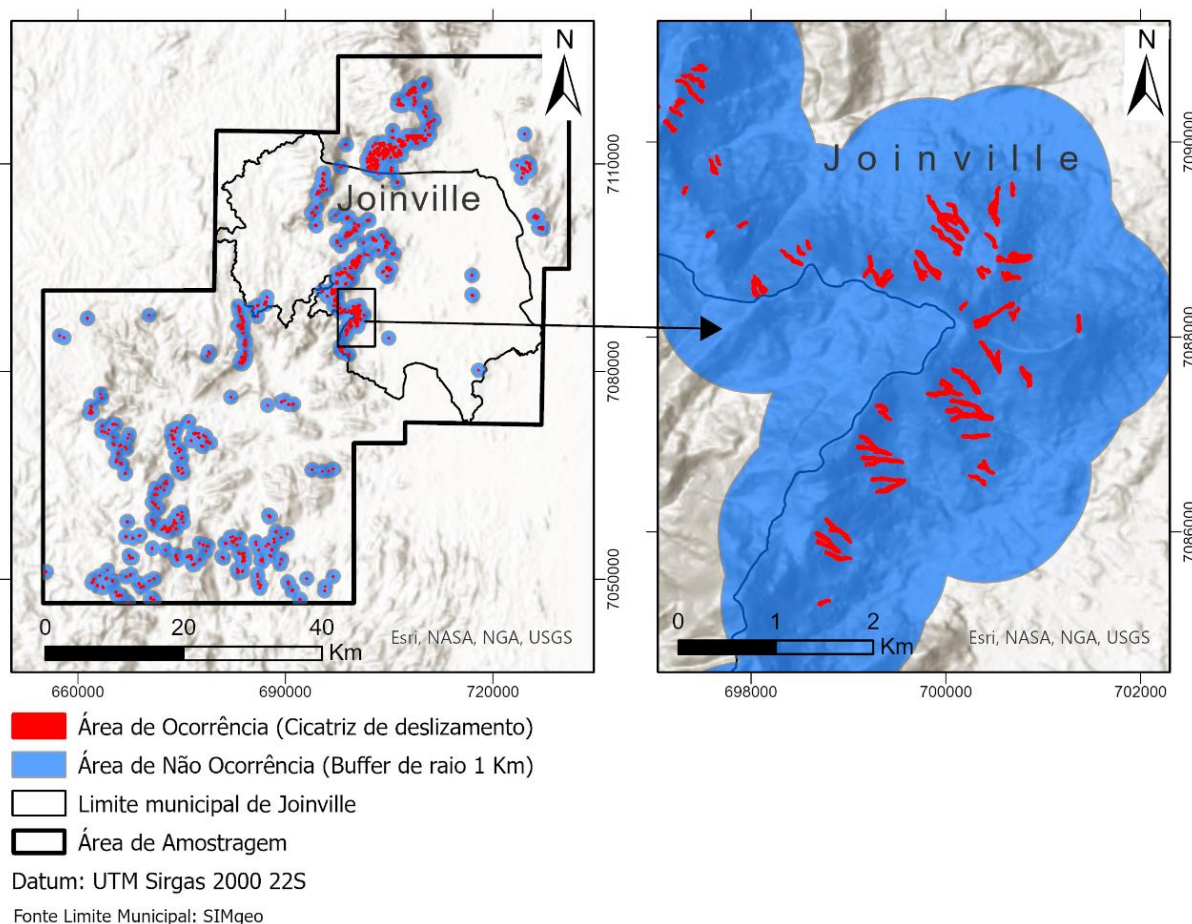 N
Joinville
7110000
7080000
7050000
0 20 40
Km
Esri, NASA, NGA, USGS
660000 690000 720000
N
Joinville
7090000
7088000
7086000
0 1 2
Km
Esri, NASA, NGA, USGS
698000 700000 702000
Área de Ocorrência (Cicatriz de deslizamento)
Área de Não Ocorrência (Buffer de raio 1 Km)
Limite municipal de Joinville
Área de Amostragem
Datum: UTM Sirgas 2000 22S
Fonte Limite Municipal: SIMgeo